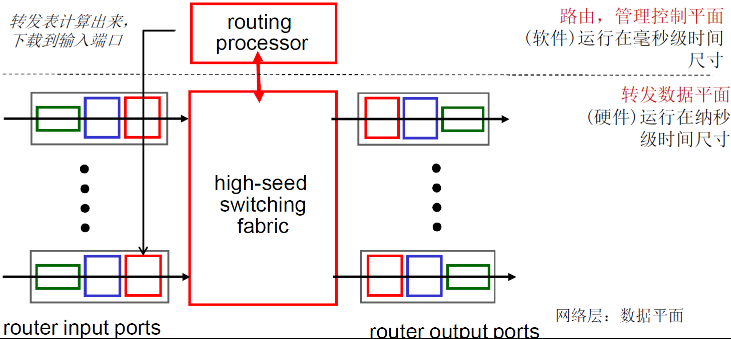 转发表计算出来，
下载到输入端口
routing
processor
路由，管理控制平面
(软件)运行在毫秒级时间
尺寸
转发数据平面
(硬件)运行在纳秒
级时间尺寸
high-seed
switching
fabric
router input ports
router output ports
网络层：数据平面